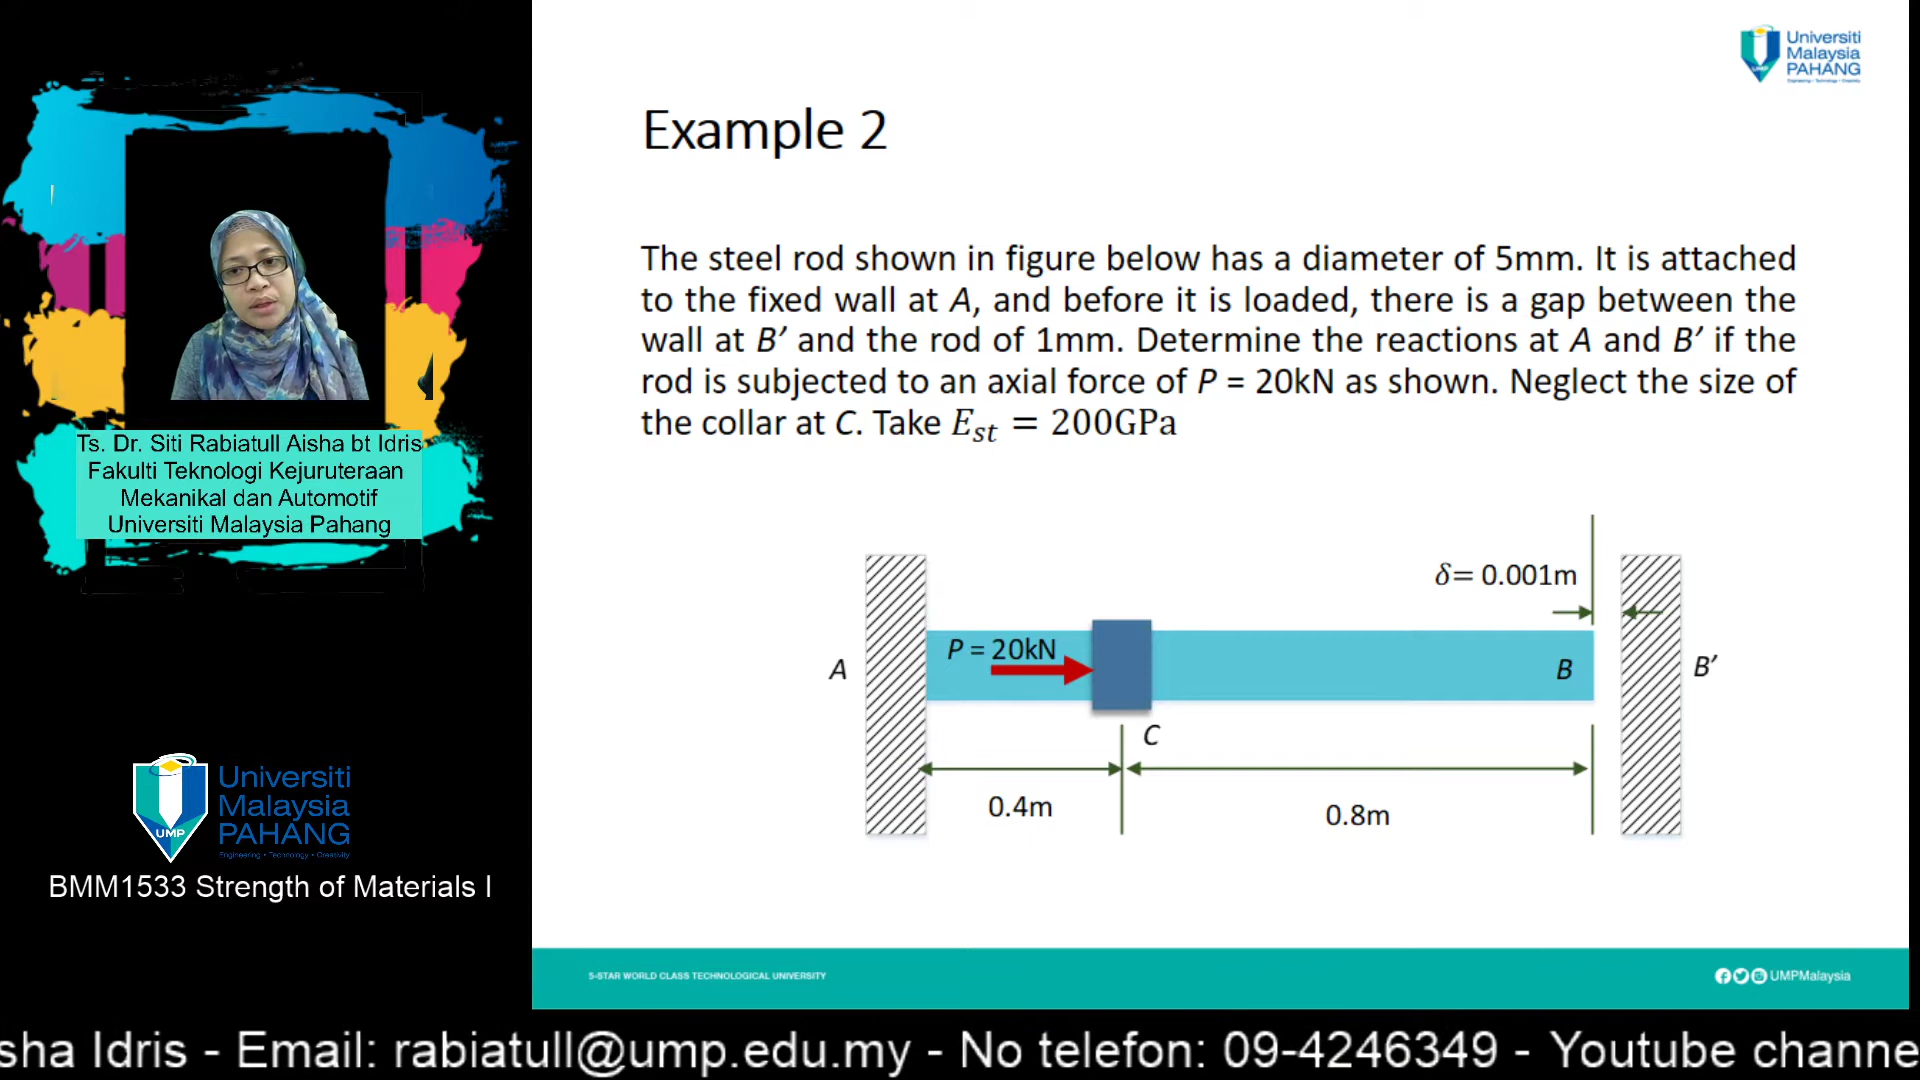 Universiti
Malaysia
PAHANG
Engineering • Technology • Creativity
Example 2
The steel rod shown in figure below has a diameter of 5mm. It is attached
to the fixed wall at A, and before it is loaded, there is a gap between the
wall at B’ and the rod of 1mm. Determine the reactions at A and B’ if the
rod is subjected to an axial force of P = 20kN as shown. Neglect the size of
the collar at C. Take E_st = 200GPa
Ts. Dr. Siti Rabiatull Aisha bt Idris
Fakulti Teknologi Kejuruteraan
Mekanikal dan Automotif
Universiti Malaysia Pahang
δ= 0.001m
P = 20kN
A
B
B’
C
0.4m
0.8m
UMP
Universiti
Malaysia
PAHANG
Engineering • Technology • Creativity
BMM1533 Strength of Materials I
5-STAR WORLD CLASS TECHNOLOGICAL UNIVERSITY
UMPMalaysia
sha Idris - Email: rabiatull@ump.edu.my - No telefon: 09-4246349 - Youtube channe